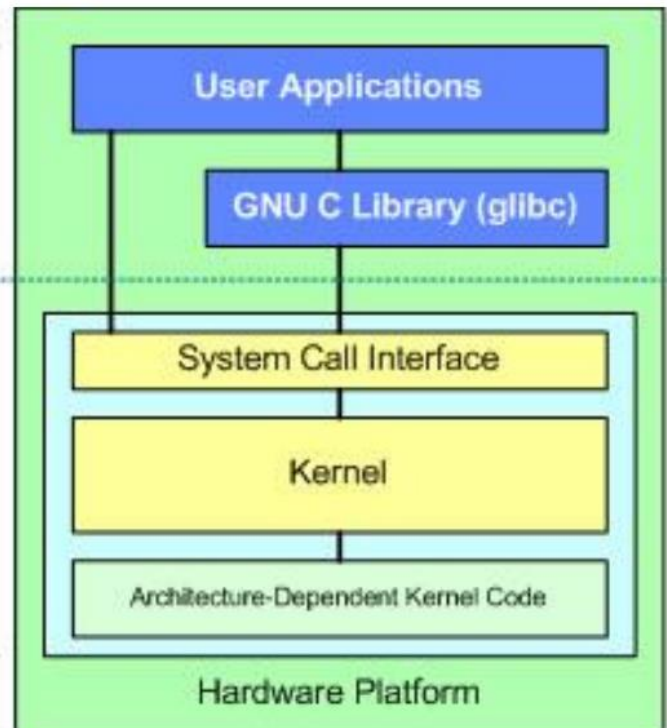 User Applications
GNU C Library (glibc)
System Call Interface
Kernel
Architecture-Dependent Kernel Code
Hardware Platform